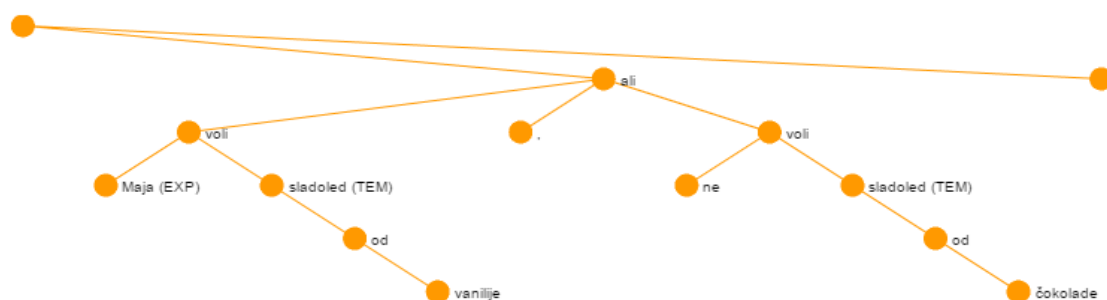 ali
voli , voli
Maja (EXP) sladoled (TEM) ne sladoled (TEM)
od od
vanilije čokolade